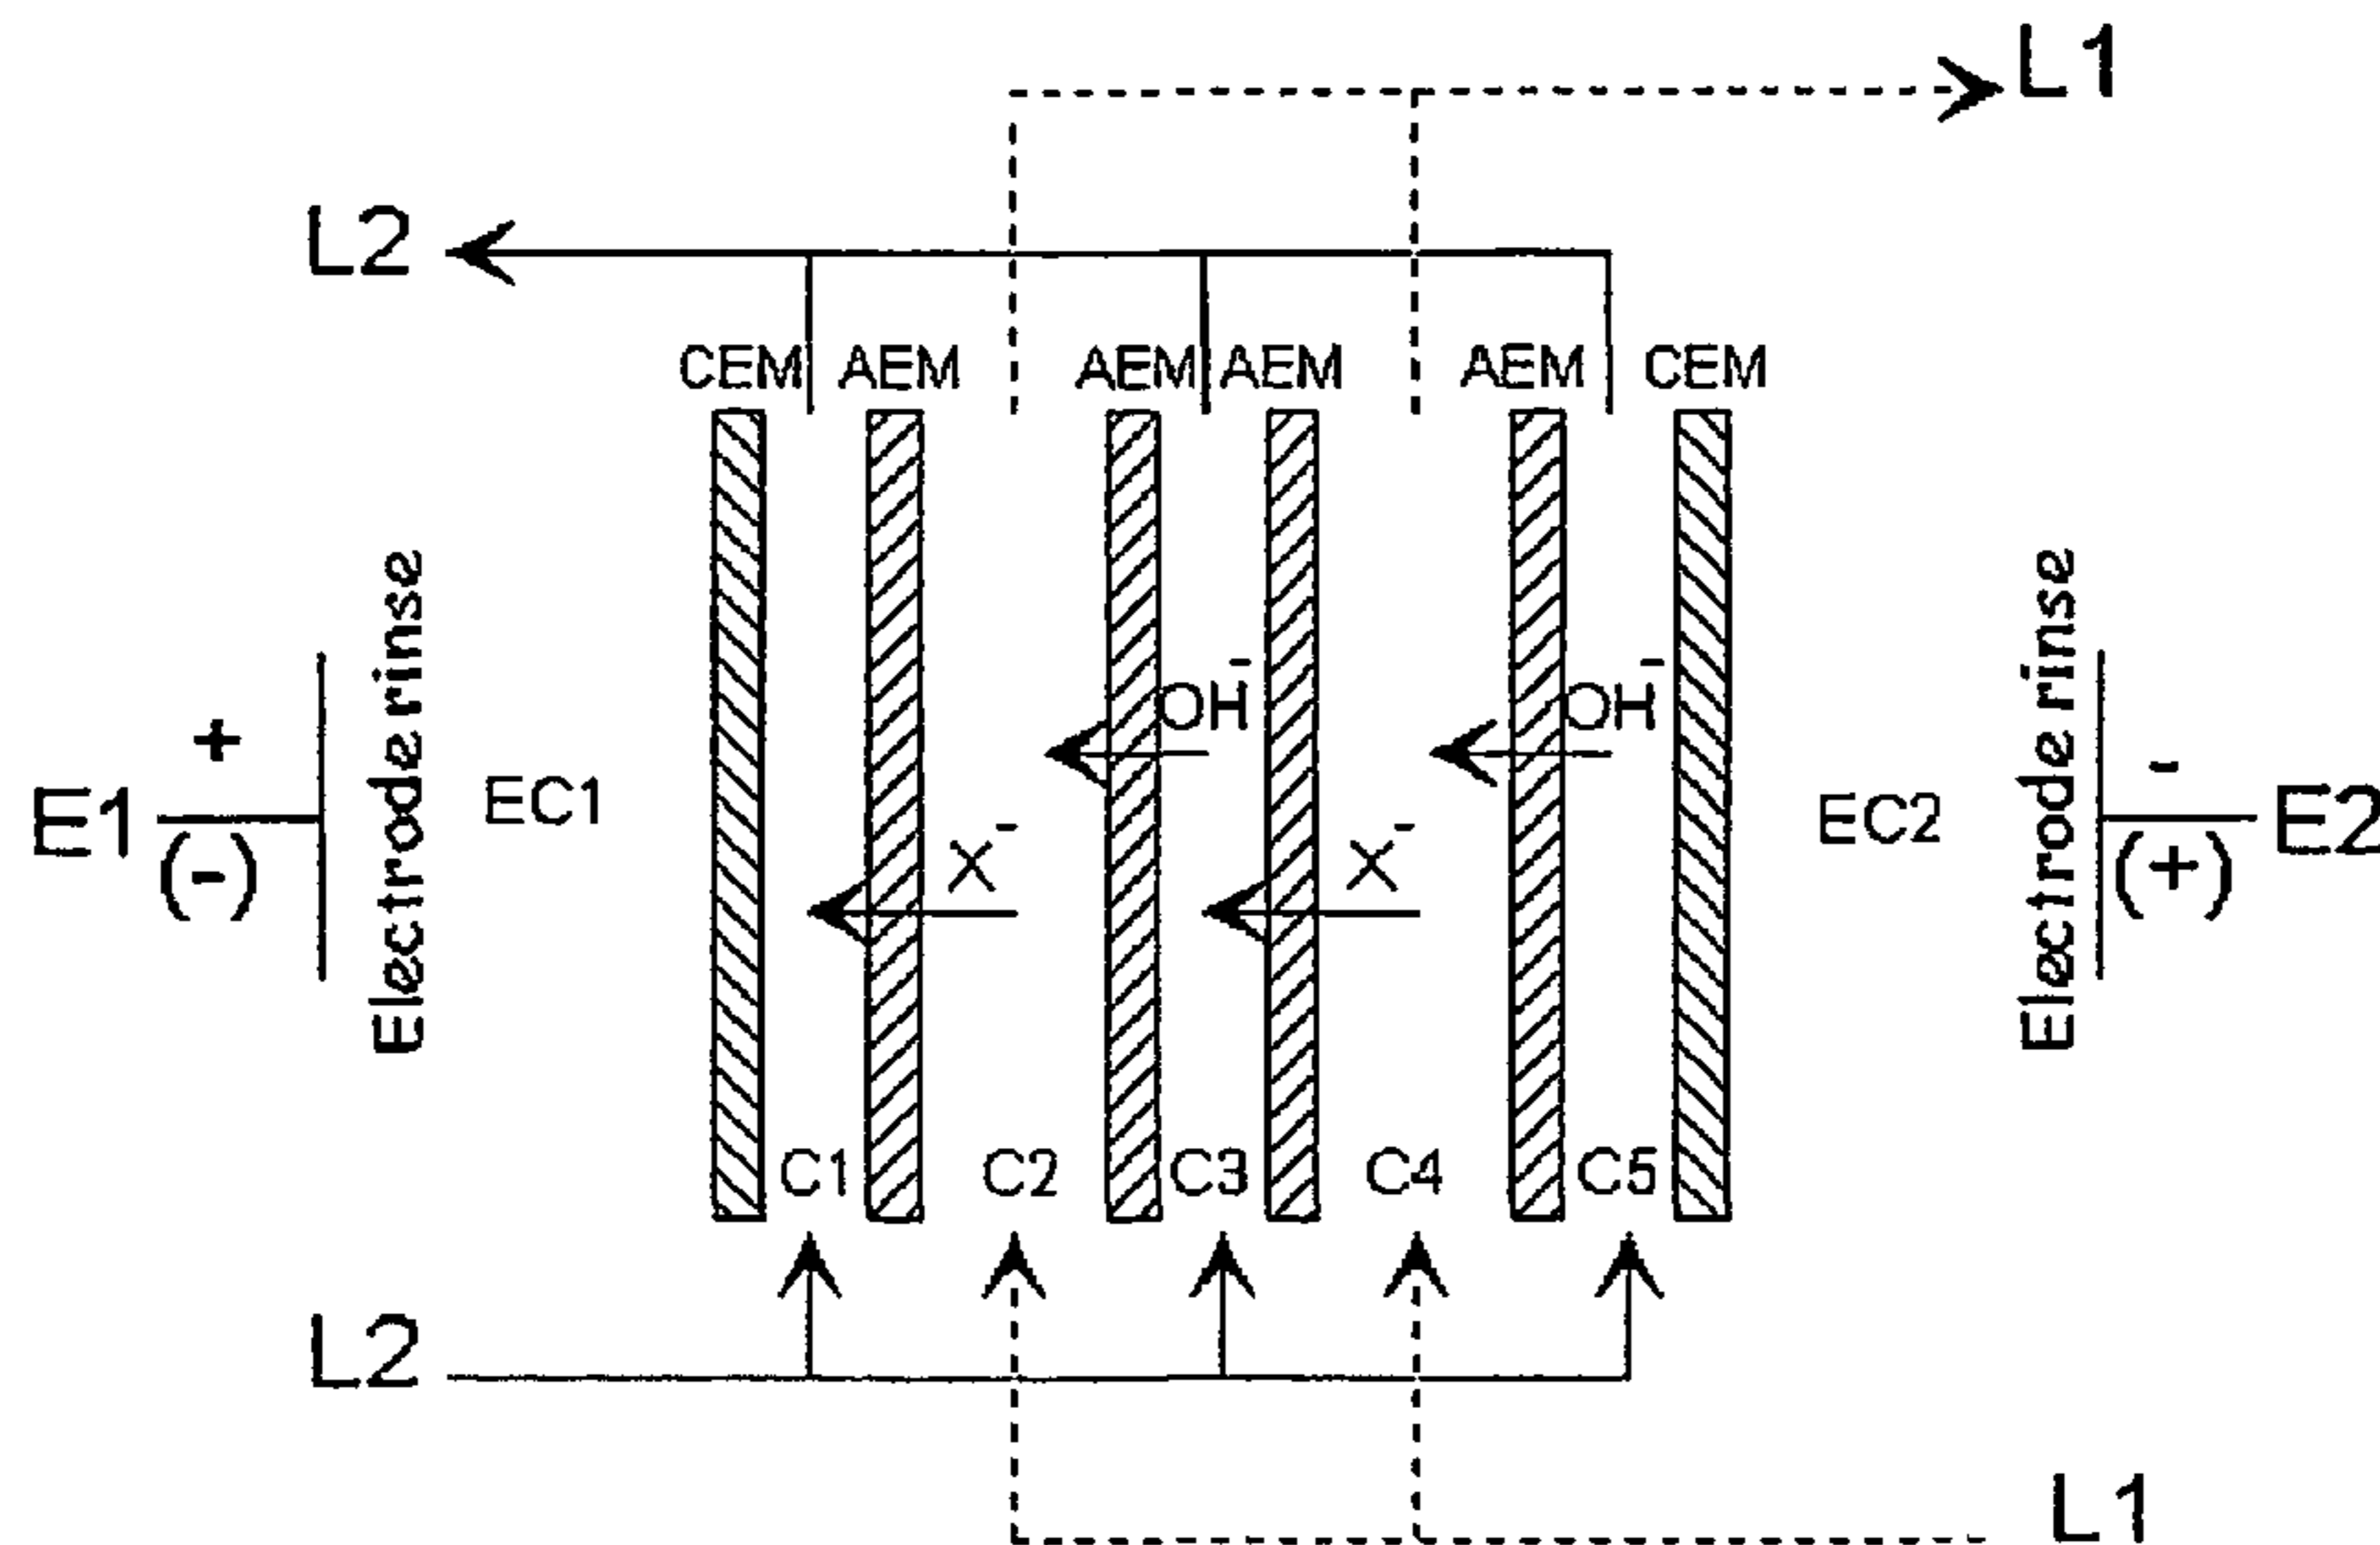 L1
L2
CEM AEM AEM AEM AEM CEM
OH⁻ OH⁻
E1 + (-)
Electrode rinse
EC1
X⁻ X⁻
EC2
Electrode rinse
- (+) E2
C1 C2 C3 C4 C5
L2
L1